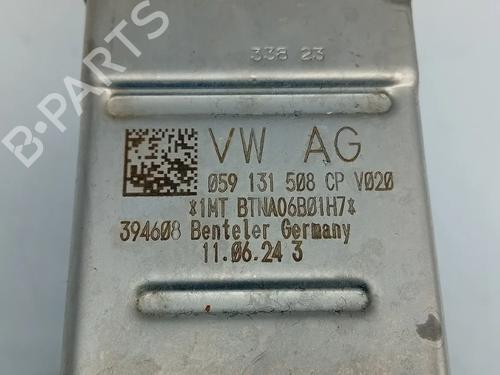 338 23
VW AG
059 131 508 CP V020
*1MT BTNA06B01H7*
394608 Benteler Germany
11.06.24 3
B-PARTS